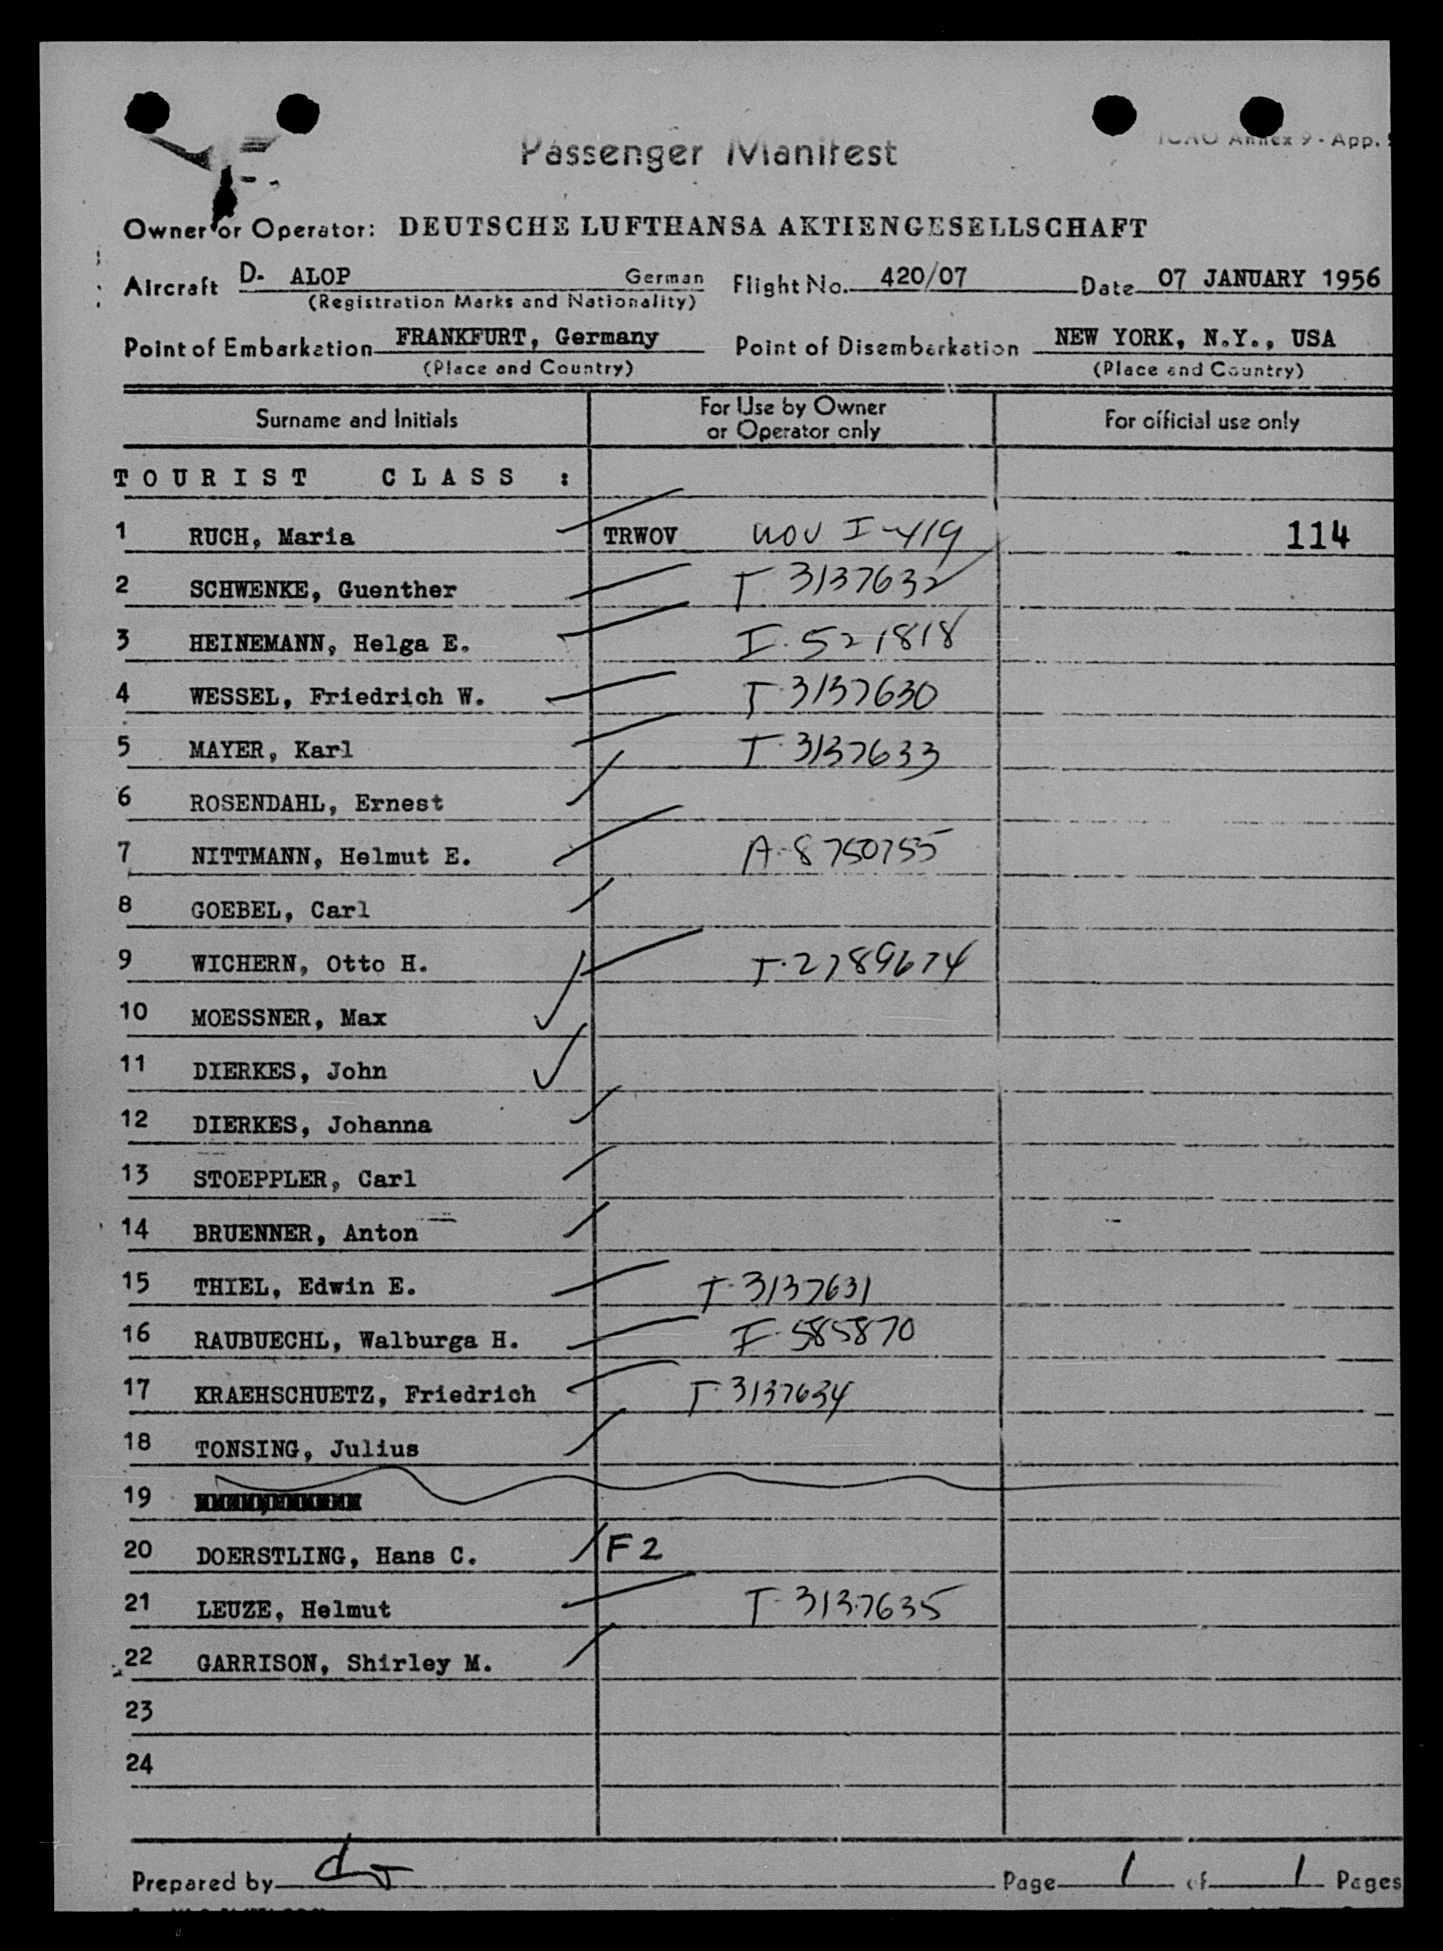 Passenger Manifest
ICAO Annex 9 - App.
Owner or Operator: DEUTSCHE LUFTHANSA AKTIENGESELLSCHAFT
Aircraft D- ALOP German Flight No. 420/07 Date 07 JANUARY 1956
(Registration Marks and Nationality)
Point of Embarkation FRANKFURT, Germany Point of Disembarkation NEW YORK, N.Y., USA
(Place and Country) (Place and Country)
Surname and Initials For Use by Owner or Operator only For official use only
TOURIST CLASS :
1 RUCH, Maria TRWOV WOV I-419 114
2 SCHWENKE, Guenther T 3137632
3 HEINEMANN, Helga E. I. 521818
4 WESSEL, Friedrich W. T 3137630
5 MAYER, Karl T 3137633
6 ROSENDAHL, Ernest
7 NITTMANN, Helmut E. A-8750755
8 GOEBEL, Carl
9 WICHERN, Otto H. T.2789674
10 MOESSNER, Max
11 DIERKES, John
12 DIERKES, Johanna
13 STOEPPLER, Carl
14 BRUENNER, Anton
15 THIEL, Edwin E. T-3137631
16 RAUBUECHL, Walburga H. I-585870
17 KRAEHSCHUETZ, Friedrich T-3137634
18 TONSING, Julius
19
20 DOERSTLING, Hans C. F2
21 LEUZE, Helmut T-3137635
22 GARRISON, Shirley M.
23
24
Prepared by Page 1 of 1 Pages